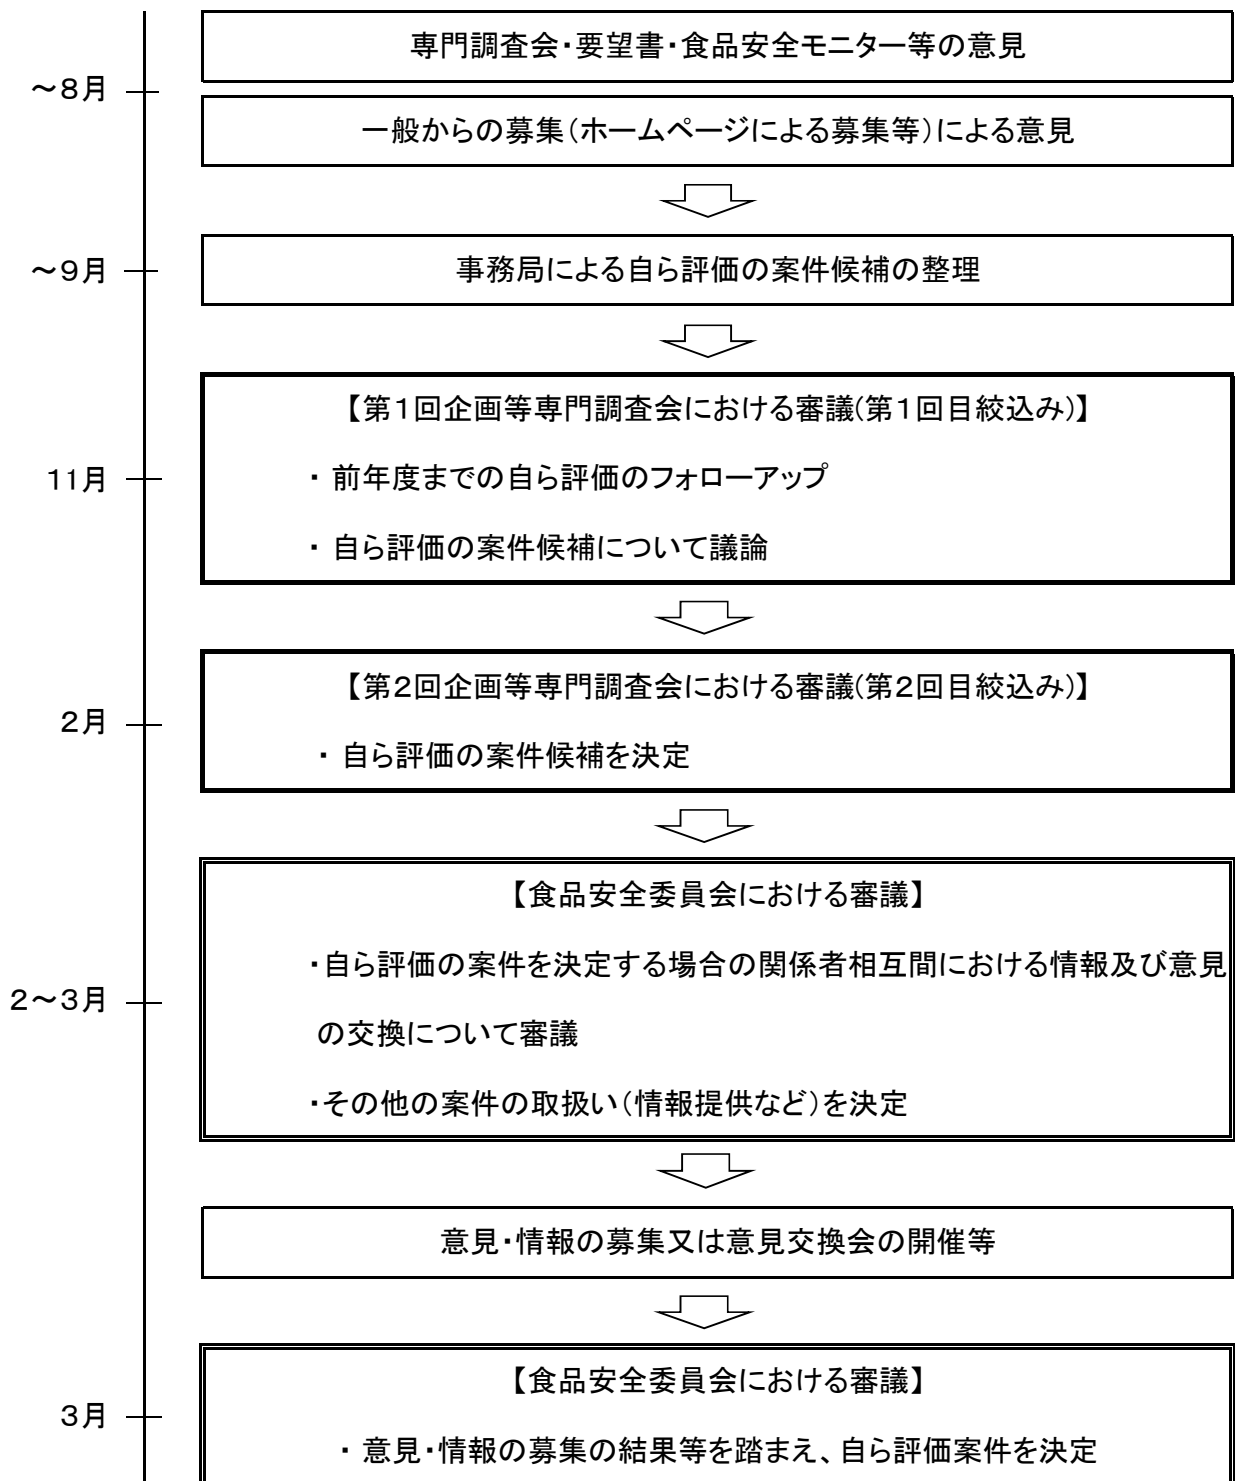 専門調査会・要望書・食品安全モニター等の意見
～8月
一般からの募集（ホームページによる募集等）による意見
～9月
事務局による自ら評価の案件候補の整理
【第1回企画等専門調査会における審議(第1回目絞込み)】
11月
・ 前年度までの自ら評価のフォローアップ
・ 自ら評価の案件候補について議論
【第2回企画等専門調査会における審議(第2回目絞込み)】
2月
・ 自ら評価の案件候補を決定
【食品安全委員会における審議】
・自ら評価の案件を決定する場合の関係者相互間における情報及び意見
2～3月
の交換について審議
・その他の案件の取扱い（情報提供など）を決定
意見・情報の募集又は意見交換会の開催等
【食品安全委員会における審議】
3月
・ 意見・情報の募集の結果等を踏まえ、自ら評価案件を決定